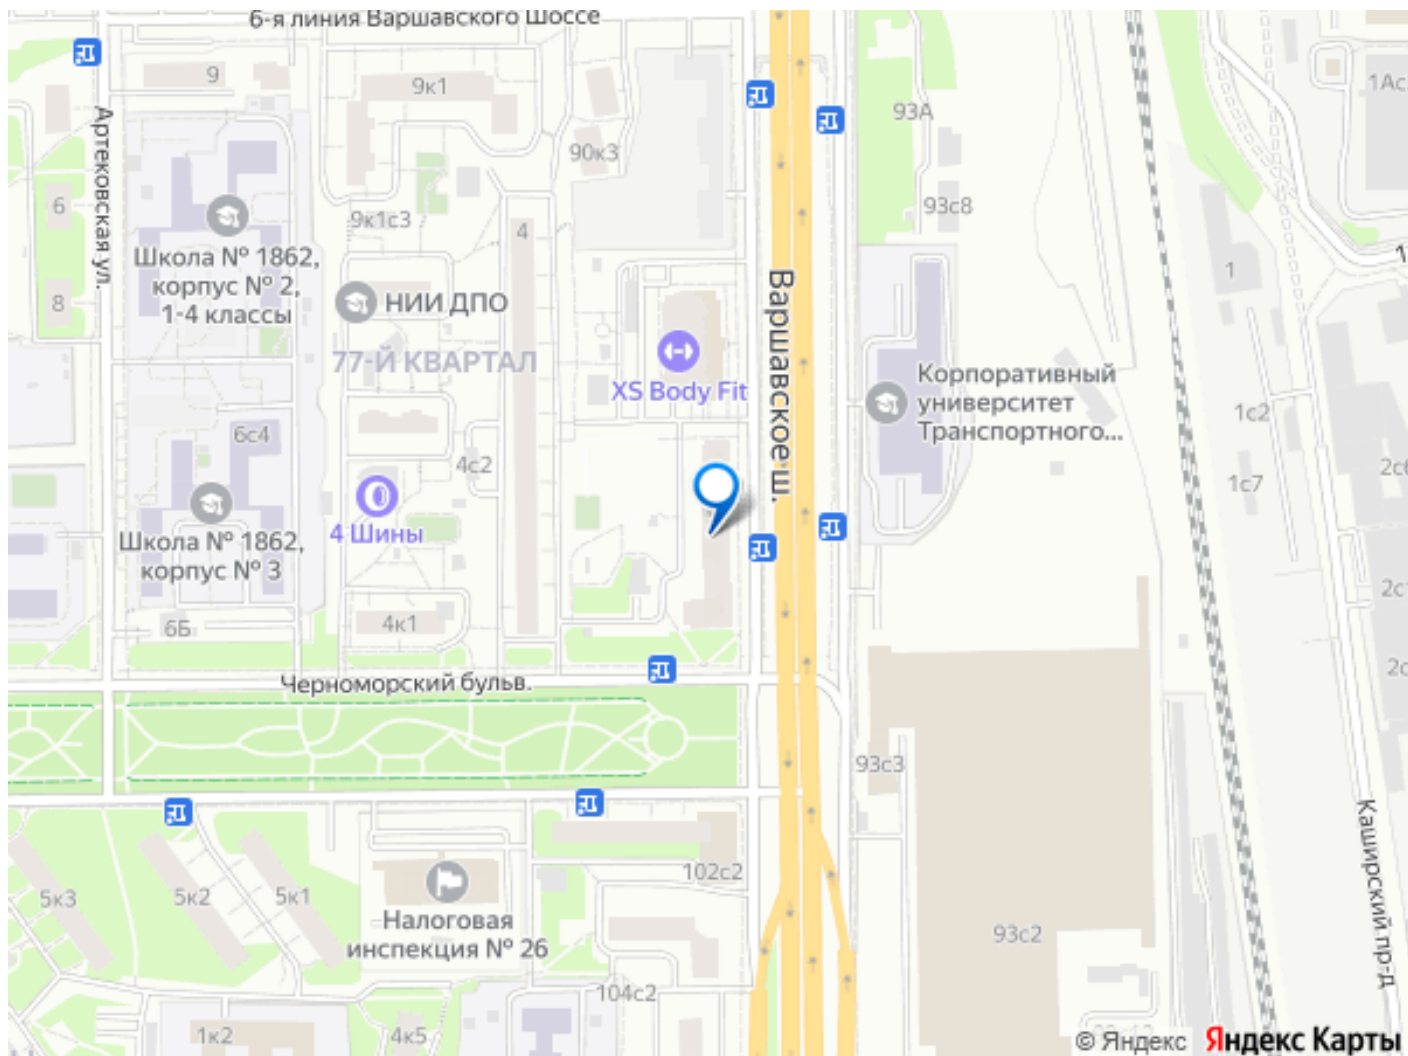 6-я линия Варшавского Шоссе
9
9к1
93А
1Ас
Артековская ул.
90к3
6
93с8
9к1с3
4
Школа № 1862,
корпус № 2,
1-4 классы
8
НИИ ДПО
77-Й КВАРТАЛ
Варшавское ш.
1
XS Body Fit
Корпоративный
университет
Транспортного...
1с2
6с4
4с2
2с6
1с7
4 Шины
Школа № 1862,
корпус № 3
6Б
4к1
Черноморский бульв.
93с3
Каширский пр-д
102с2
5к3
5к2
5к1
Налоговая
инспекция № 26
93с2
104с2
1к2
4к5
© Яндекс Яндекс Карты